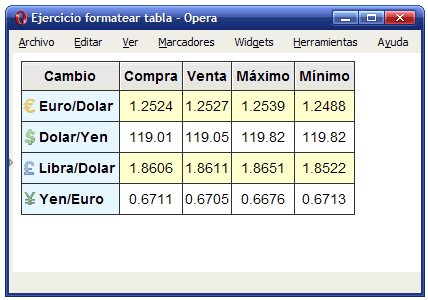 Ejercicio formatear tabla - Opera
Archivo Editar Ver Marcadores Widgets Herramientas Ayuda
Cambio Compra Venta Máximo Mínimo
€ Euro/Dolar 1.2524 1.2527 1.2539 1.2488
$ Dolar/Yen 119.01 119.05 119.82 119.82
£ Libra/Dolar 1.8606 1.8611 1.8651 1.8522
¥ Yen/Euro 0.6711 0.6705 0.6676 0.6713